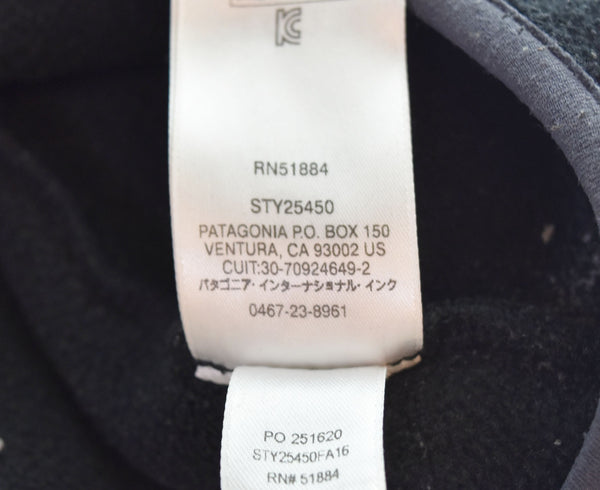 RN51884
STY25450
PATAGONIA P.O. BOX 150
VENTURA, CA 93002 US
CUIT:30-70924649-2
パタゴニア・インターナショナル・インク
0467-23-8961
PO 251620
STY25450FA16
RN# 51884